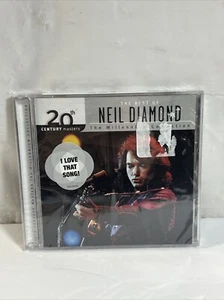 THE BEST OF
NEIL DIAMOND
20th
CENTURY masters
The Millennium Collection
I LOVE
THAT
SONG!